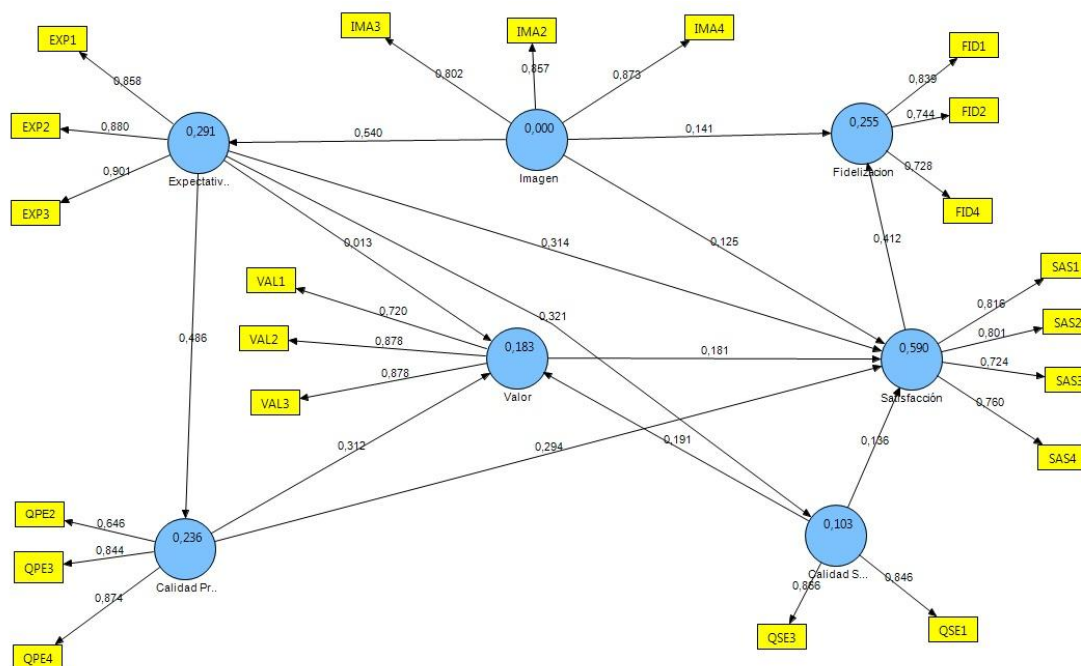 IMA3
IMA2
IMA4
EXP1
FID1
0,802
0,857
0,873
0,858
0,839
EXP2
0,880
0,291
0,540
0,000
0,141
0,255
0,744
FID2
0,901
Expectativ..
Imagen
Fidelizacion
0,728
EXP3
FID4
0,013
0,314
0,125
0,412
VAL1
SAS1
0,720
0,321
0,816
0,486
VAL2
0,878
0,183
0,181
0,590
0,801
SAS2
0,878
0,724
SAS3
VAL3
Valor
Satisfacción
0,760
0,312
0,294
0,191
0,136
SAS4
QPE2
0,646
0,236
0,103
QPE3
0,844
Calidad Pr..
Calidad S...
0,874
0,866
0,846
QPE4
QSE3
QSE1